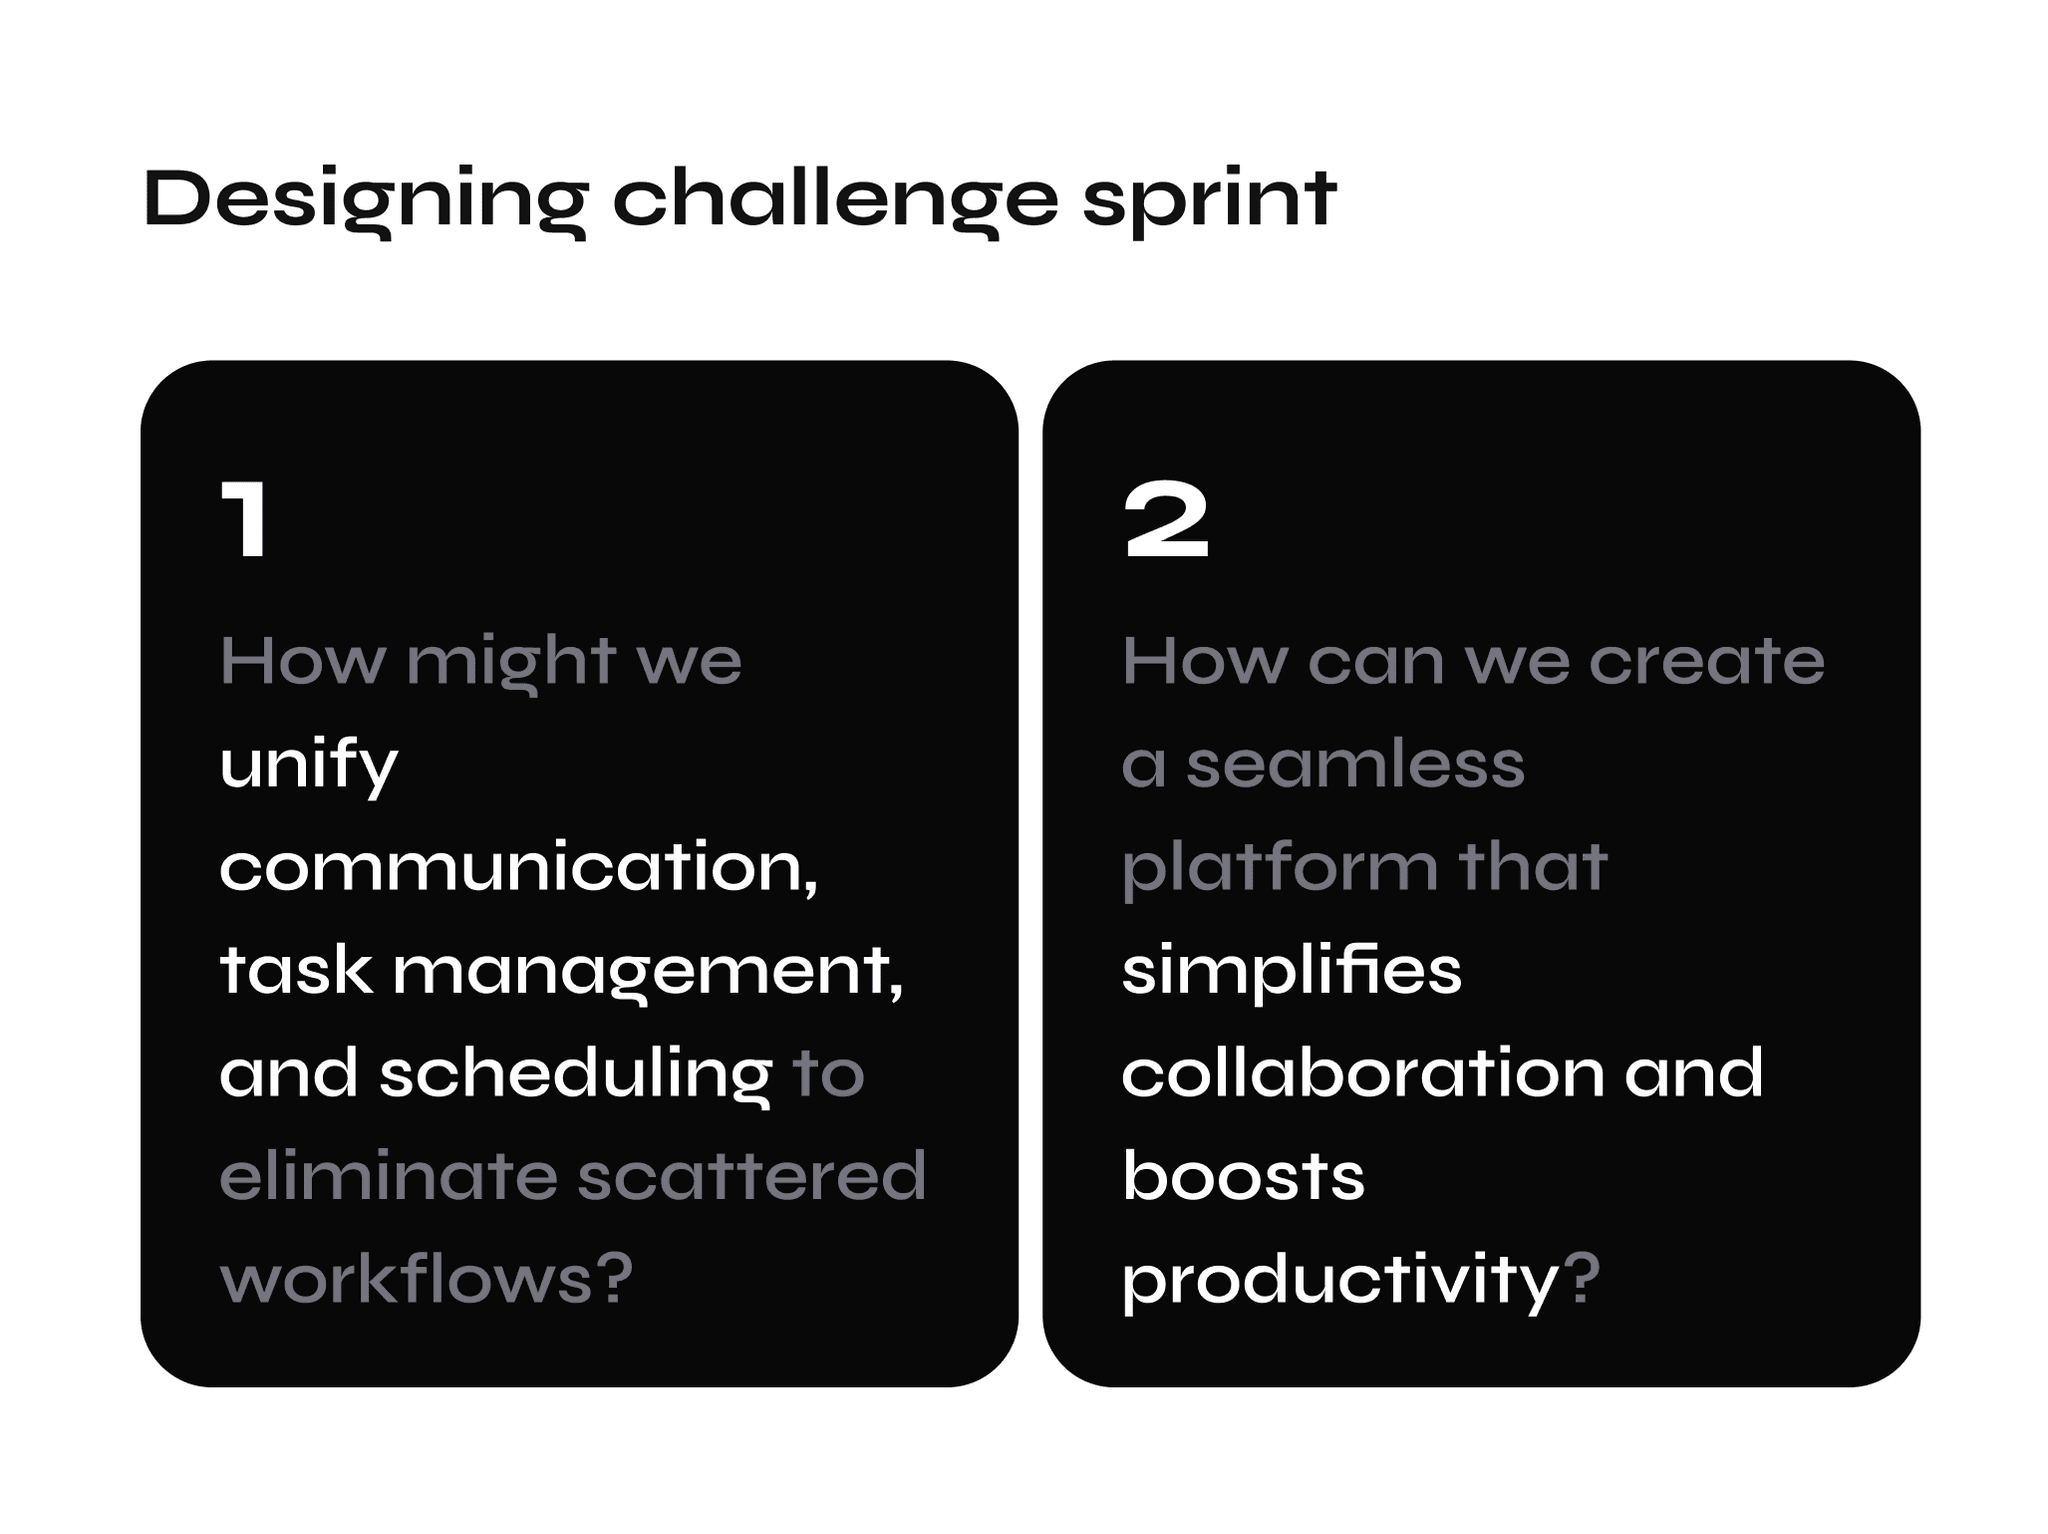 Designing challenge sprint
1
How might we
unify
communication,
task management,
and scheduling to
eliminate scattered
workflows?
2
How can we create
a seamless
platform that
simplifies
collaboration and
boosts
productivity?